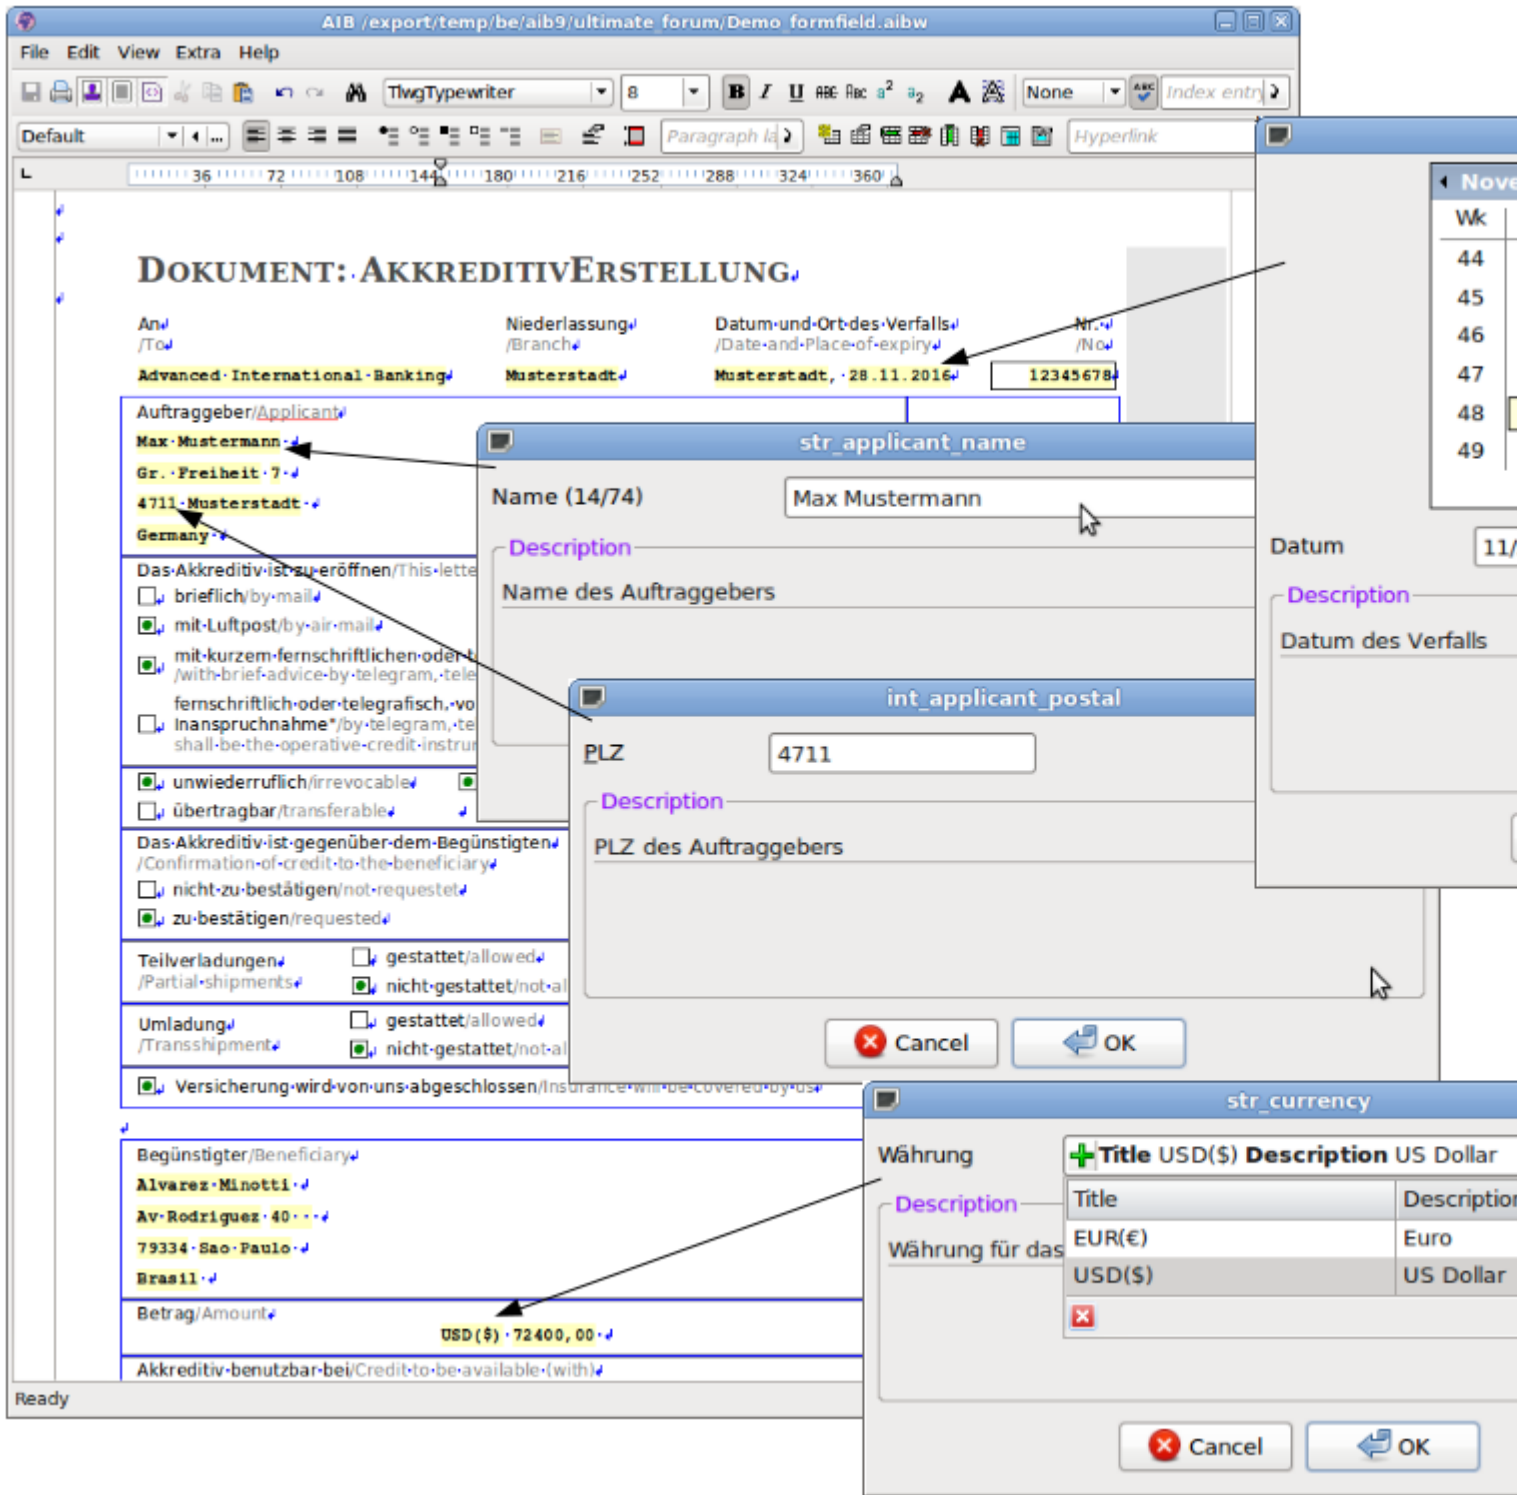 AIB /export/temp/be/aib9/ultimate_forum/Demo_formfield.aibw
File Edit View Extra Help
TlwgTypewriter 8 B I U ABC ABC a² a₂ A A None ABC Index entry
Default ... Paragraph la Hyperlink
L 36 72 108 144 180 216 252 288 324 360
DOKUMENT: AKKREDITIVERSTELLUNG
An Niederlassung Datum und Ort des Verfalls Nr.
/To /Branch /Date and Place of expiry /No
Advanced International Banking Musterstadt Musterstadt, 28.11.2016 12345678
Auftraggeber/Applicant
Max Mustermann
Gr. Freiheit 7
4711 Musterstadt
Germany
Das Akkreditiv ist zu eröffnen/This lette
brieflich/by mail
mit Luftpost/by air mail
mit kurzem fernschriftlichen oder t
/with brief advice by telegram, tele
fernschriftlich oder telegrafisch, vo
Inanspruchnahme*/by telegram, te
shall be the operative credit instrum
unwiederruflich/irrevocable
übertragbar/transferable
Das Akkreditiv ist gegenüber dem Begünstigten
/Confirmation of credit to the beneficiary
nicht zu bestätigen/not requestet
zu bestätigen/requested
Teilverladungen gestattet/allowed
/Partial shipments nicht gestattet/not al
Umladung gestattet/allowed
/Transshipment nicht gestattet/not al
Versicherung wird von uns abgeschlossen/Insurance will be covered by us
Begünstigter/Beneficiary
Alvarez Minotti
Av Rodriguez 40
79334 Sao Paulo
Brasil
Betrag/Amount
USD($) 72400,00
Akkreditiv benutzbar bei/Credit to be available (with)
Ready
str_applicant_name
Name (14/74) Max Mustermann
Description
Name des Auftraggebers
int_applicant_postal
PLZ 4711
Description
PLZ des Auftraggebers
Cancel OK
Nove
Wk
44
45
46
47
48
49
Datum 11/
Description
Datum des Verfalls
str_currency
Währung Title USD($) Description US Dollar
Description
Title Description
EUR(€) Euro
Währung für das
USD($) US Dollar
Cancel OK